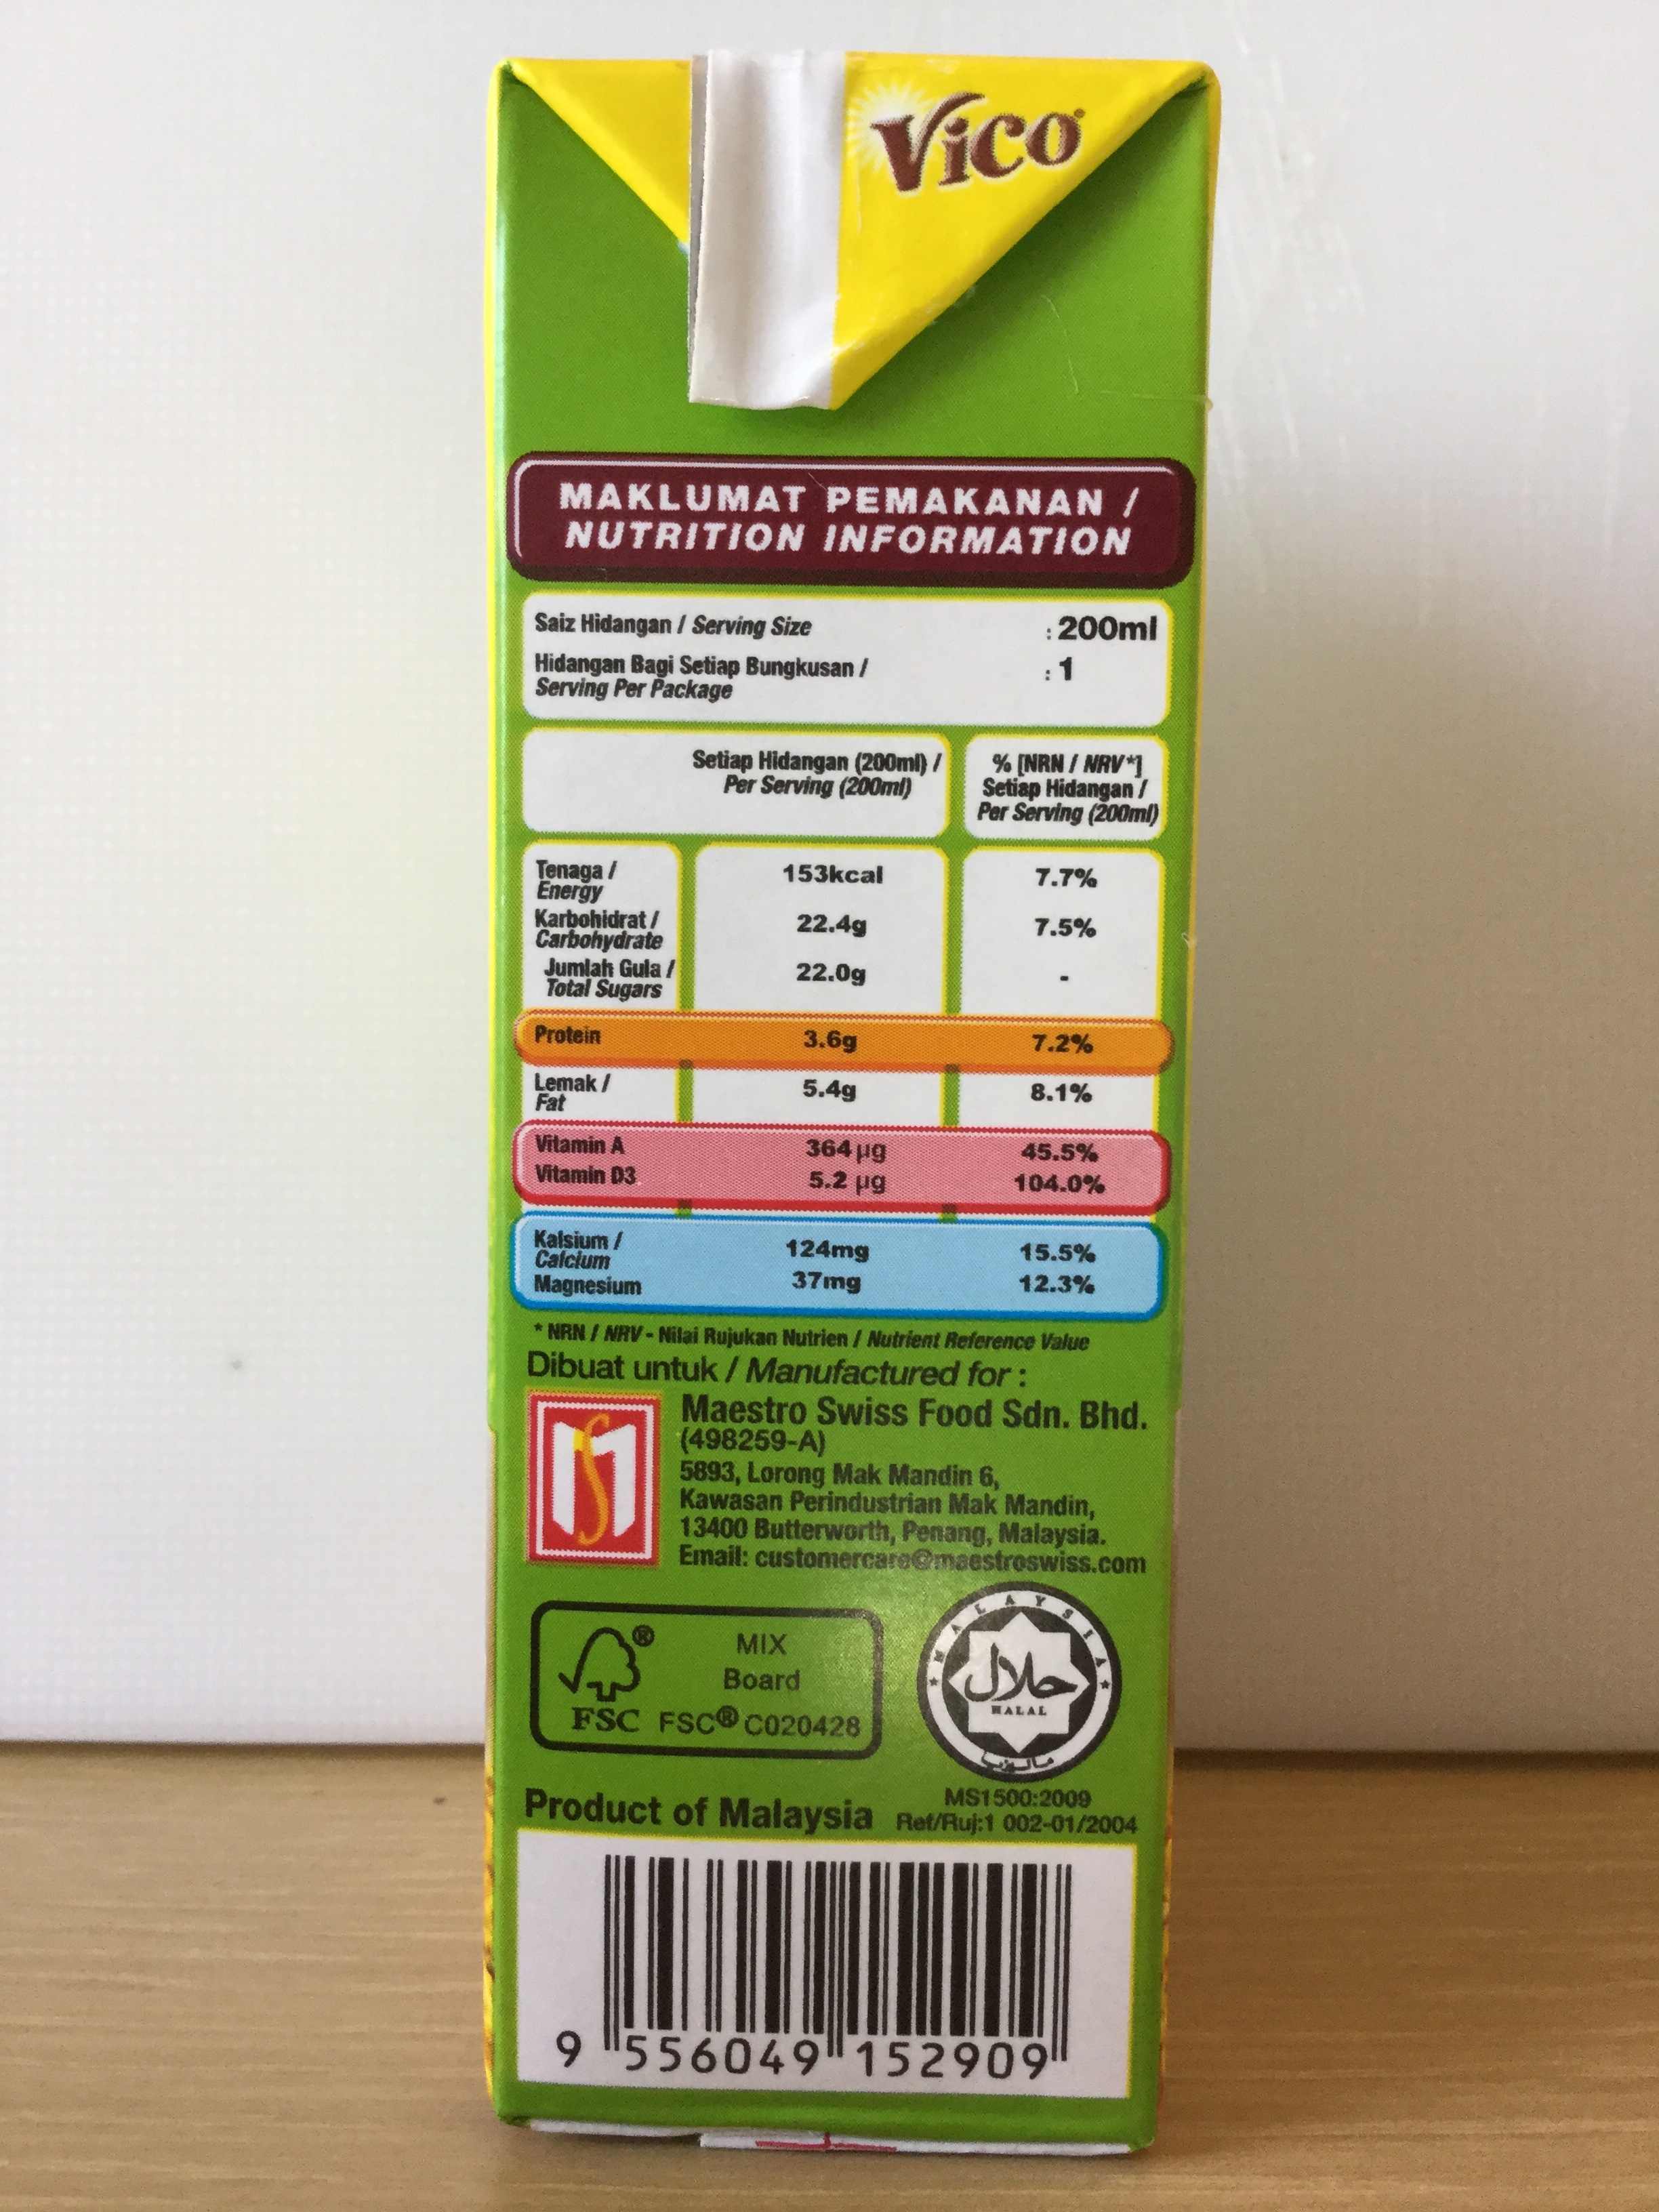 Vico
MAKLUMAT PEMAKANAN /
NUTRITION INFORMATION
Saiz Hidangan / Serving Size : 200ml
Hidangan Bagi Setiap Bungkusan / : 1
Serving Per Package
Setiap Hidangan (200ml) /
Per Serving (200ml)
% [NRN / NRV*]
Setiap Hidangan /
Per Serving (200ml)
Tenaga / 153kcal 7.7%
Energy
Karbohidrat / 22.4g 7.5%
Carbohydrate
Jumlah Gula / 22.0g -
Total Sugars
Protein 3.6g 7.2%
Lemak / 5.4g 8.1%
Fat
Vitamin A 364 µg 45.5%
Vitamin D3 5.2 µg 104.0%
Kalsium / 124mg 15.5%
Calcium
Magnesium 37mg 12.3%
* NRN / NRV - Nilai Rujukan Nutrien / Nutrient Reference Value
Dibuat untuk / Manufactured for :
Maestro Swiss Food Sdn. Bhd.
(498259-A)
5893, Lorong Mak Mandin 6,
Kawasan Perindustrian Mak Mandin,
13400 Butterworth, Penang, Malaysia.
Email: customercare@maestroswiss.com
®
MIX
Board
FSC FSC® C020428
MALAYSIA
حلال
HALAL
مليسيا
Product of Malaysia
MS1500:2009
Ref/Ruj:1 002-01/2004
9 556049 152909